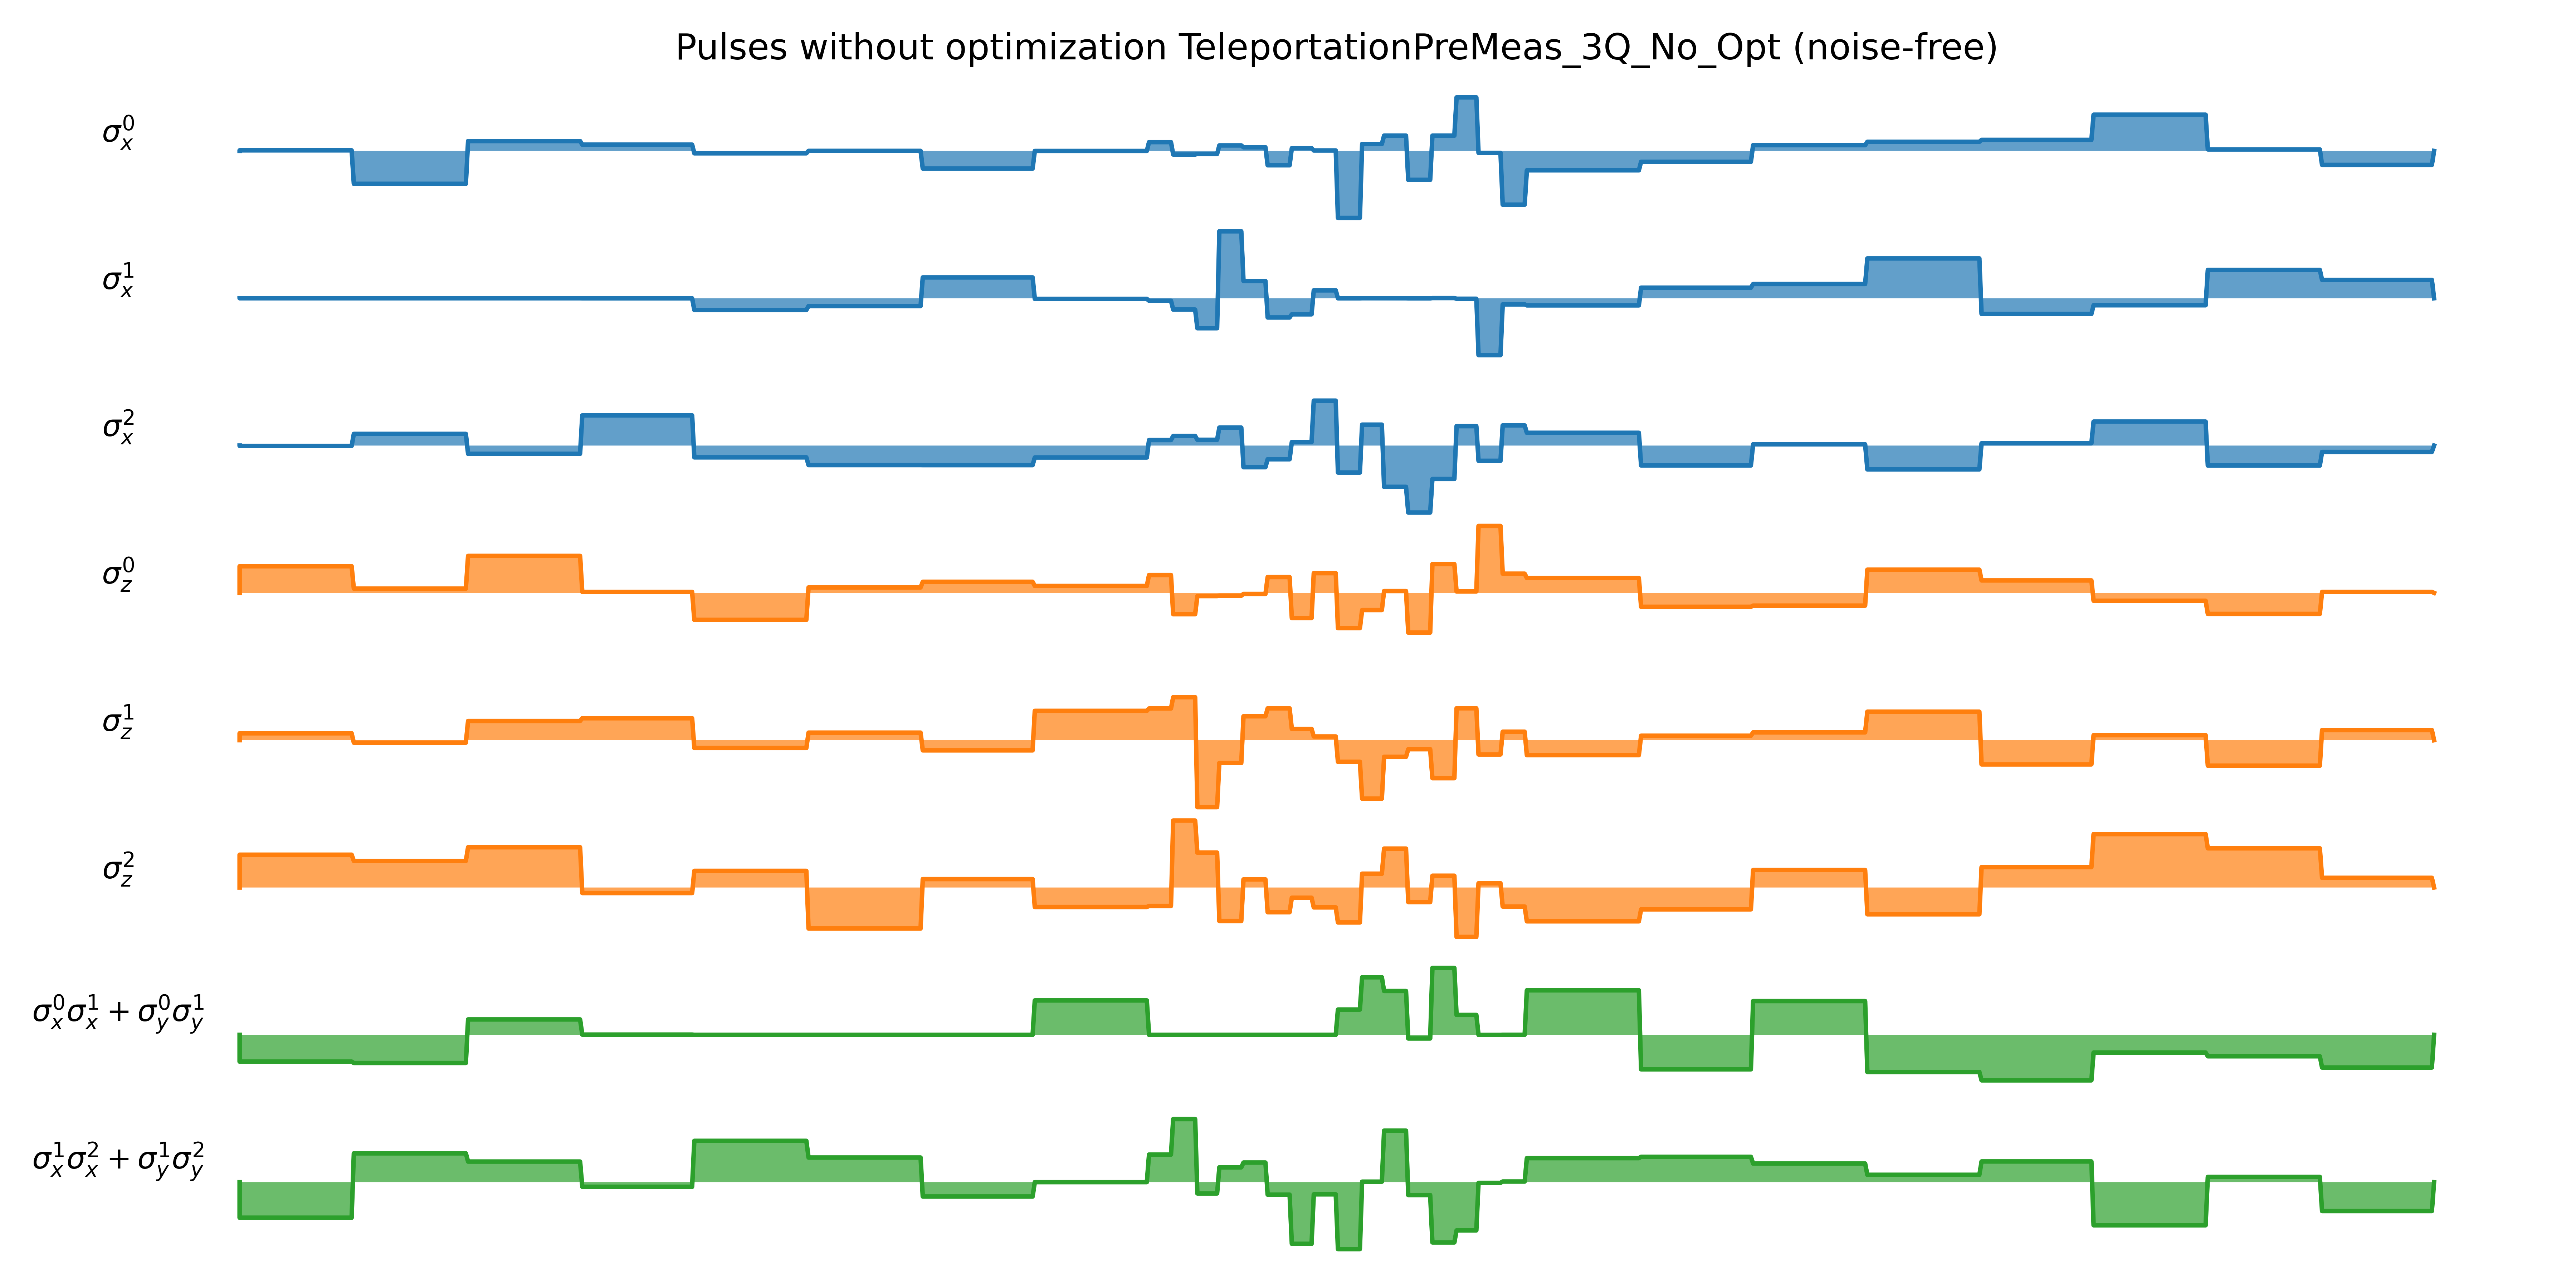 Pulses without optimization TeleportationPreMeas_3Q_No_Opt (noise-free)
σ_x^0
σ_x^1
σ_x^2
σ_z^0
σ_z^1
σ_z^2
σ_x^0σ_x^1 + σ_y^0σ_y^1
σ_x^1σ_x^2 + σ_y^1σ_y^2